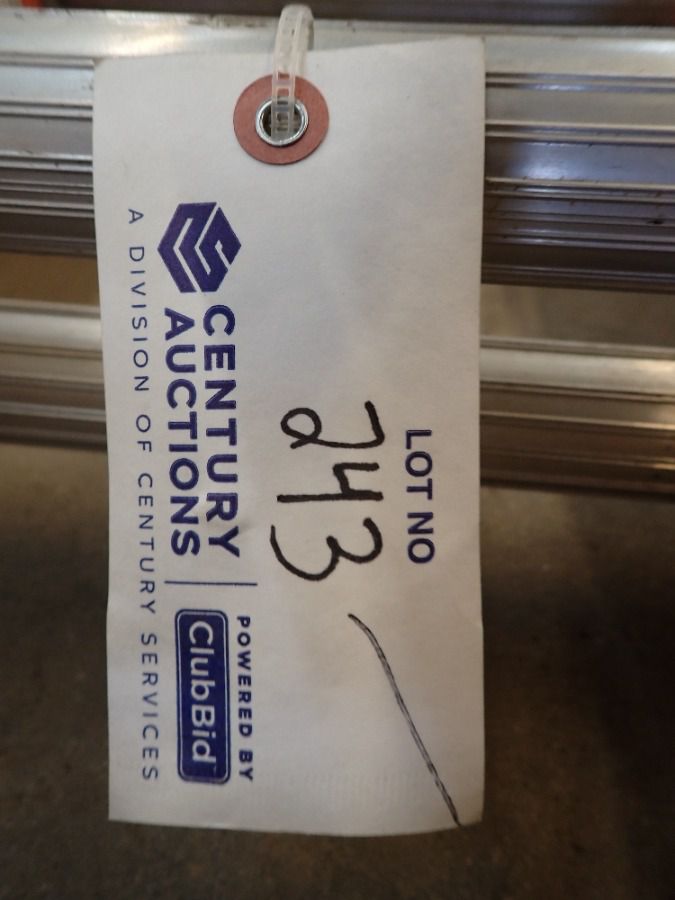 LOT NO
243
CENTURY
AUCTIONS
POWERED BY
ClubBid
A DIVISION OF CENTURY SERVICES